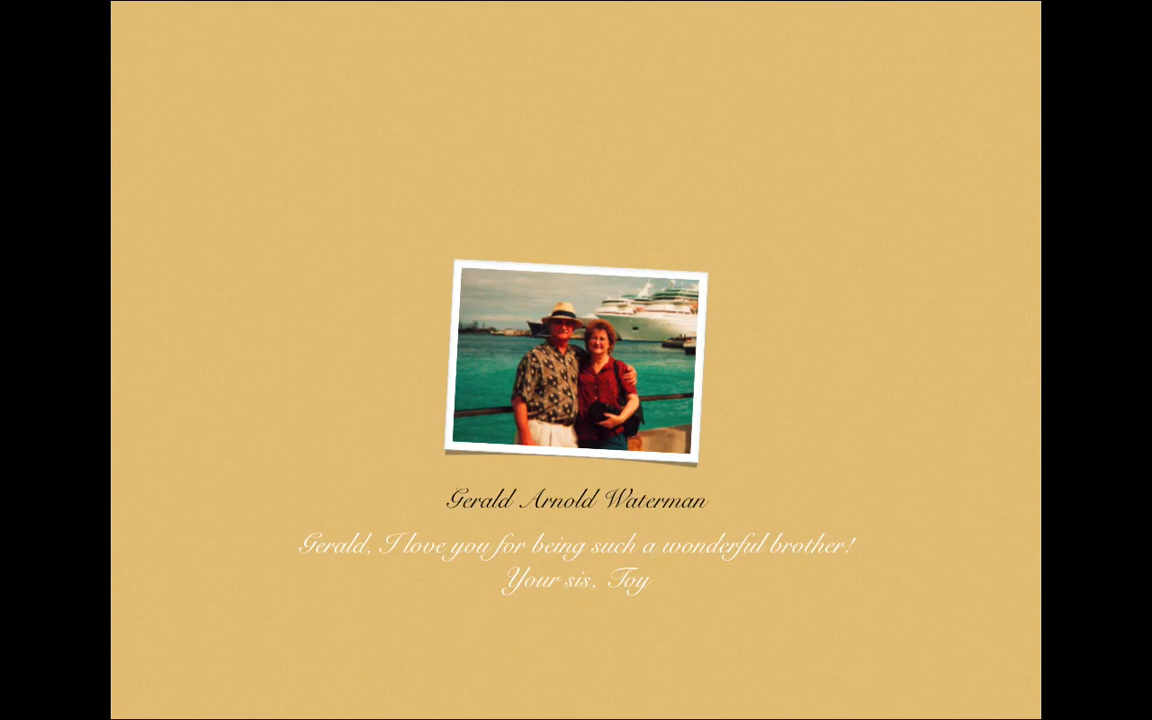 Gerald Arnold Waterman
Gerald, I love you for being such a wonderful brother!
Your sis, Toy